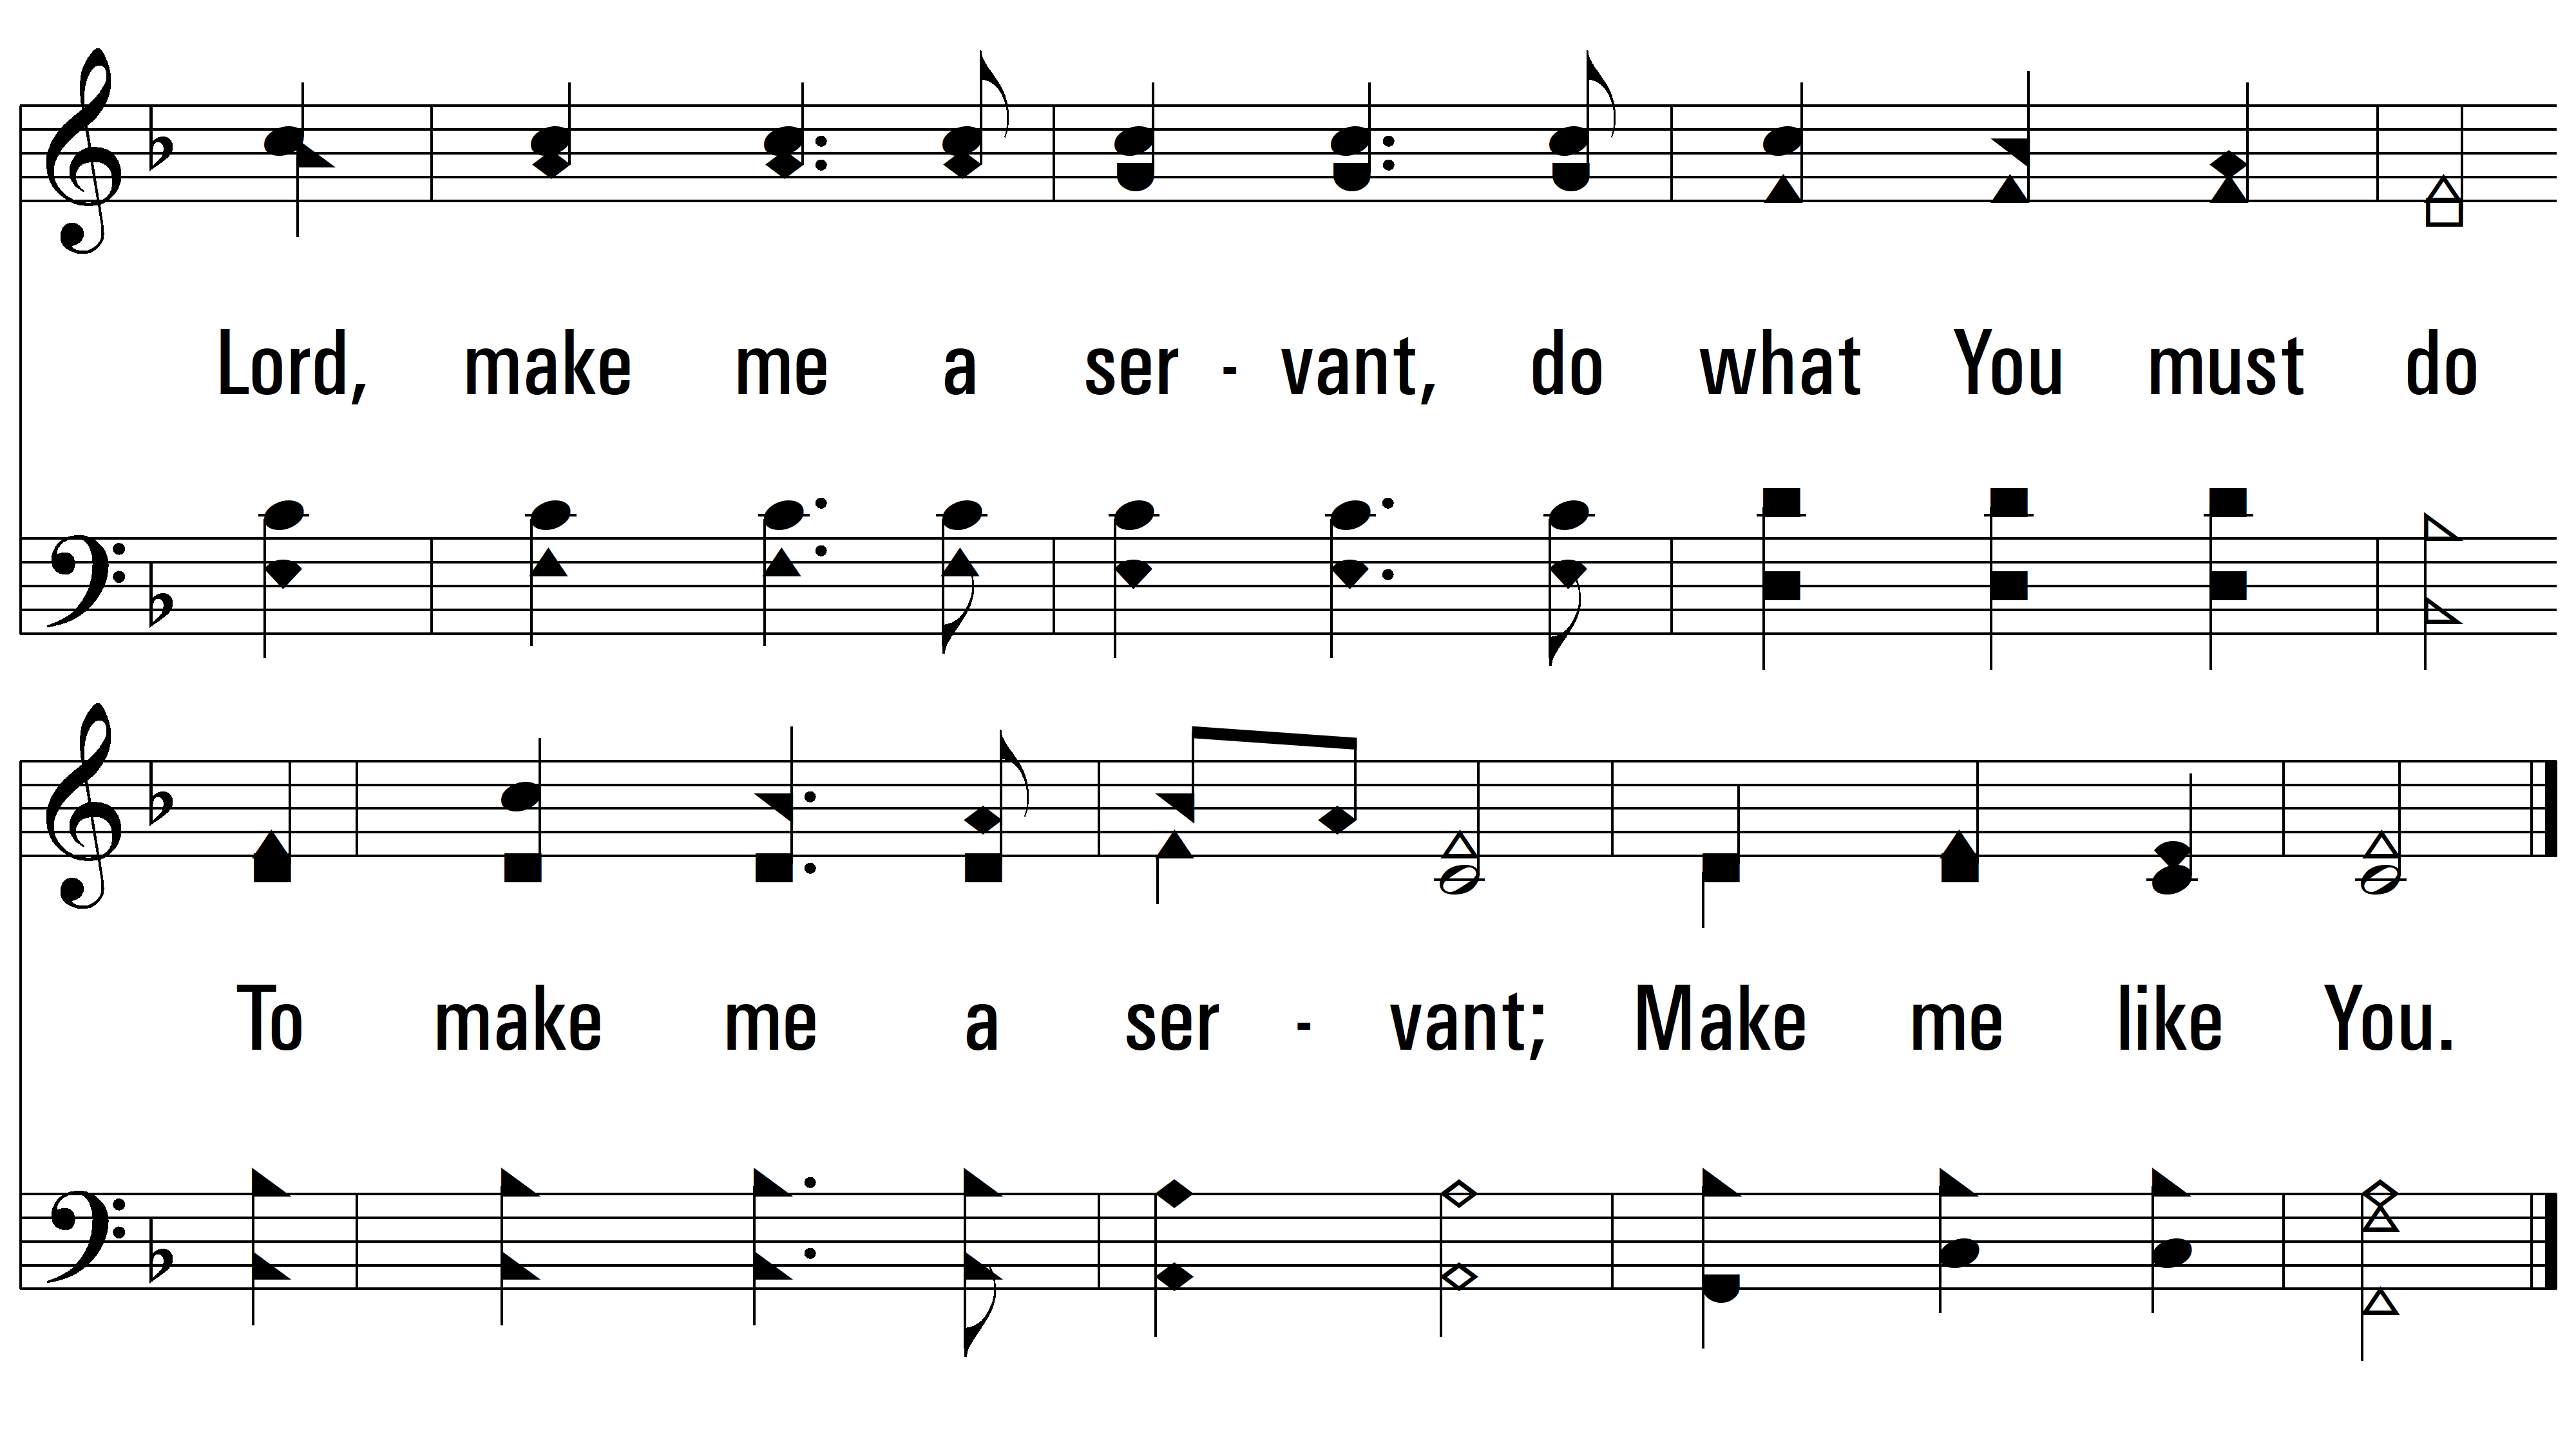 Lord, make me a ser - vant, do what You must do
To make me a ser - vant; Make me like You.